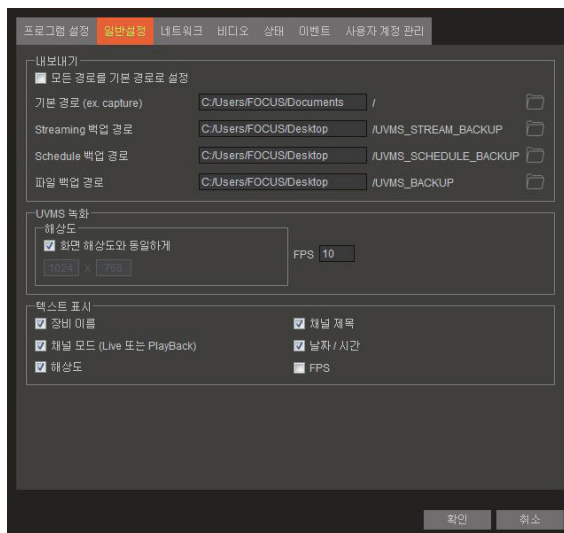 프로그램 설정 일반설정 네트워크 비디오 상태 이벤트 사용자 계정 관리
내보내기
모든 경로를 기본 경로로 설정
기본 경로 (ex. capture) C:/Users/FOCUS/Documents /
Streaming 백업 경로 C:/Users/FOCUS/Desktop /UVMS_STREAM_BACKUP
Schedule 백업 경로 C:/Users/FOCUS/Desktop /UVMS_SCHEDULE_BACKUP
파일 백업 경로 C:/Users/FOCUS/Desktop /UVMS_BACKUP
UVMS 녹화
해상도
화면 해상도와 동일하게
FPS 10
1024 X 768
텍스트 표시
장비 이름 채널 제목
채널 모드 (Live 또는 PlayBack) 날짜 / 시간
해상도 FPS
확인 취소